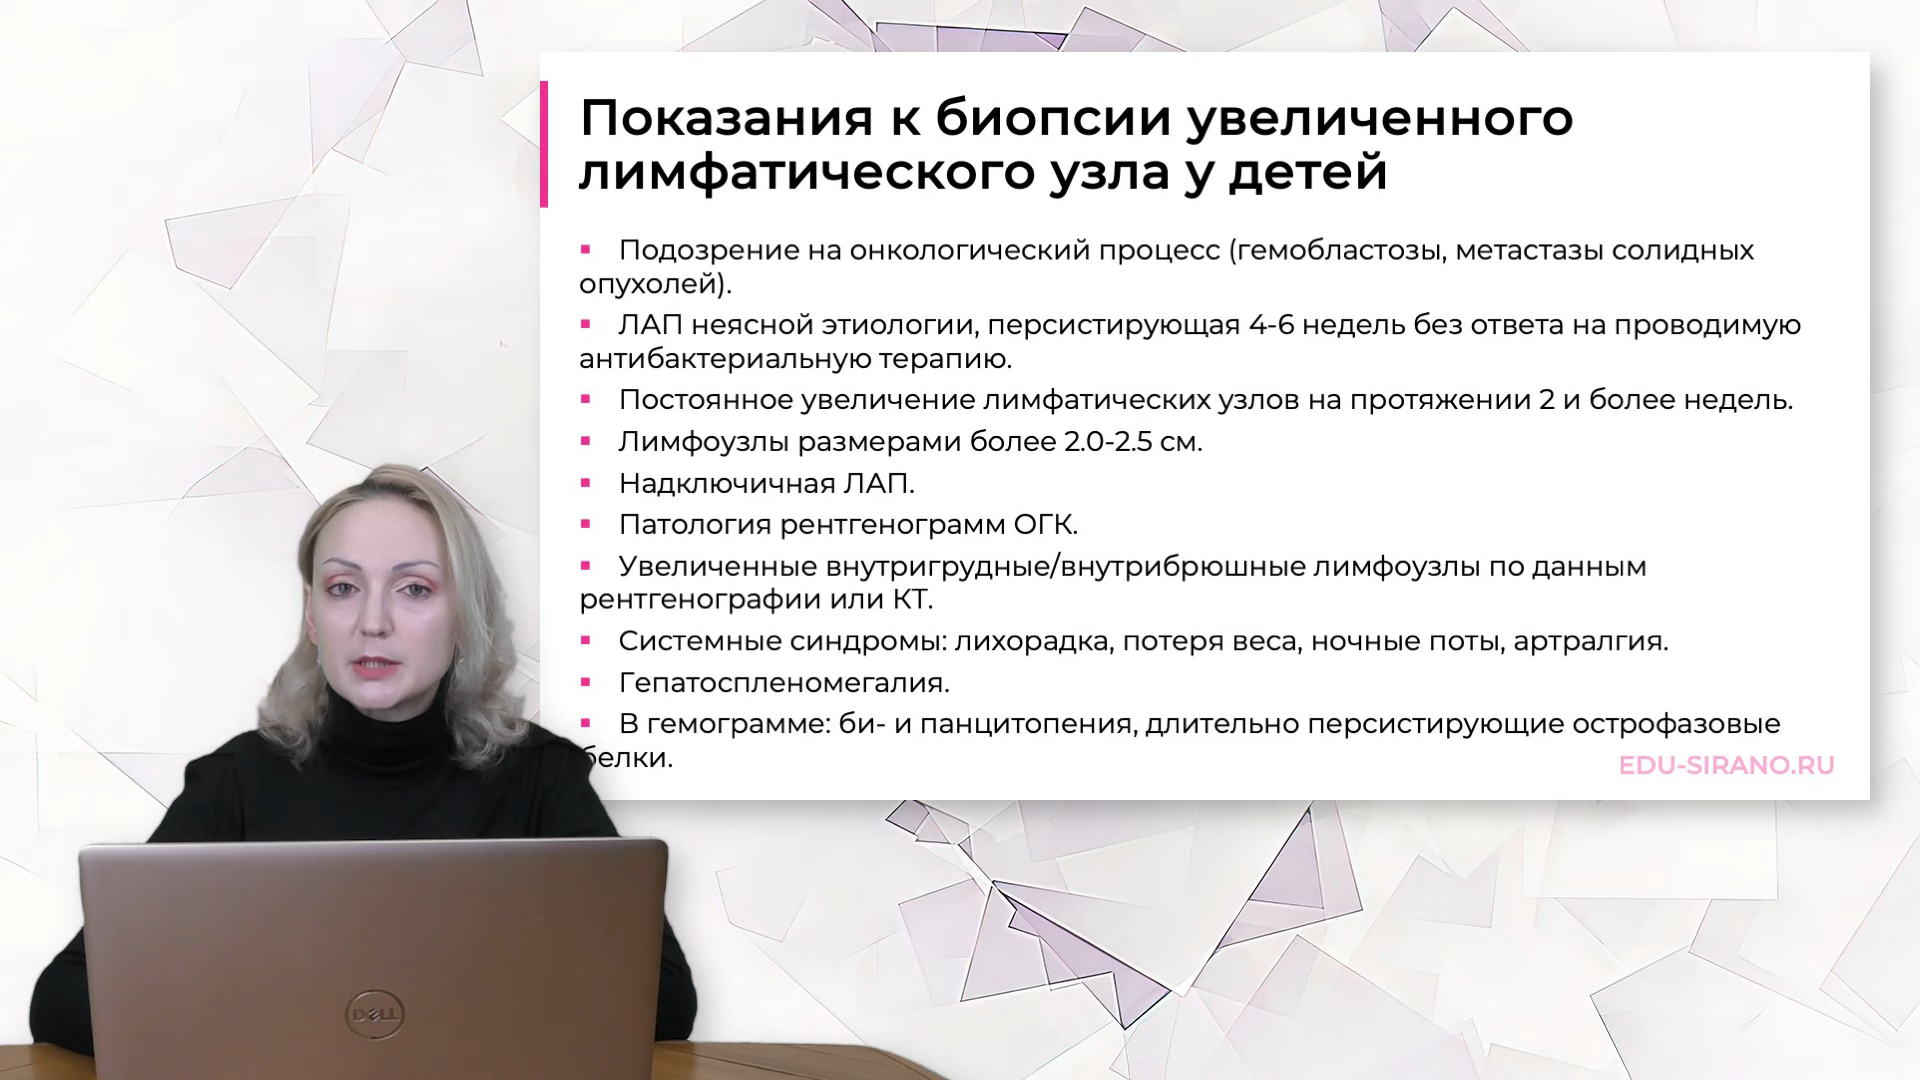 Показания к биопсии увеличенного
лимфатического узла у детей
▪ Подозрение на онкологический процесс (гемобластозы, метастазы солидных
опухолей).
▪ ЛАП неясной этиологии, персистирующая 4-6 недель без ответа на проводимую
антибактериальную терапию.
▪ Постоянное увеличение лимфатических узлов на протяжении 2 и более недель.
▪ Лимфоузлы размерами более 2.0-2.5 см.
▪ Надключичная ЛАП.
▪ Патология рентгенограмм ОГК.
▪ Увеличенные внутригрудные/внутрибрюшные лимфоузлы по данным
рентгенографии или КТ.
▪ Системные синдромы: лихорадка, потеря веса, ночные поты, артралгия.
▪ Гепатоспленомегалия.
▪ В гемограмме: би- и панцитопения, длительно персистирующие острофазовые
белки.
EDU-SIRANO.RU
DELL